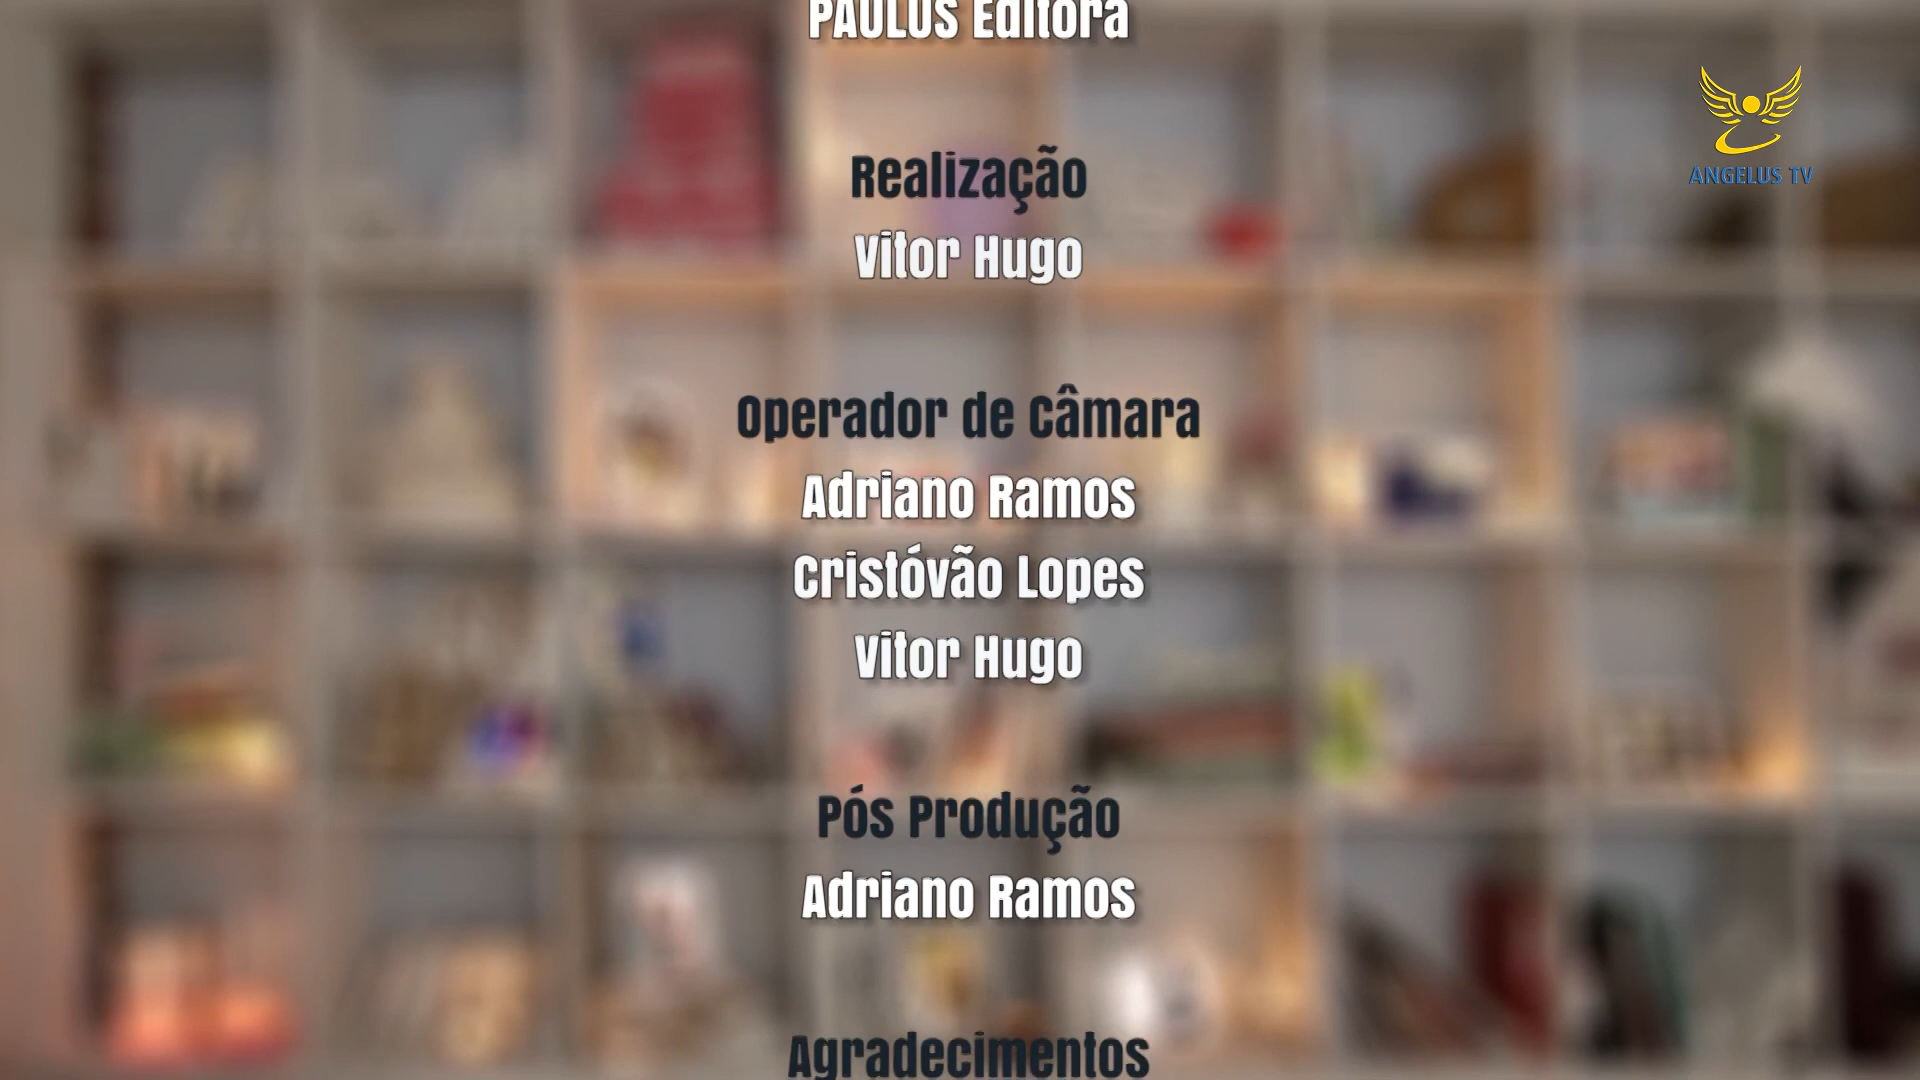 PAULUS Editora
ANGELUS TV
Realização
Vitor Hugo
Operador de Câmara
Adriano Ramos
Cristóvão Lopes
Vitor Hugo
Pós Produção
Adriano Ramos
Agradecimentos